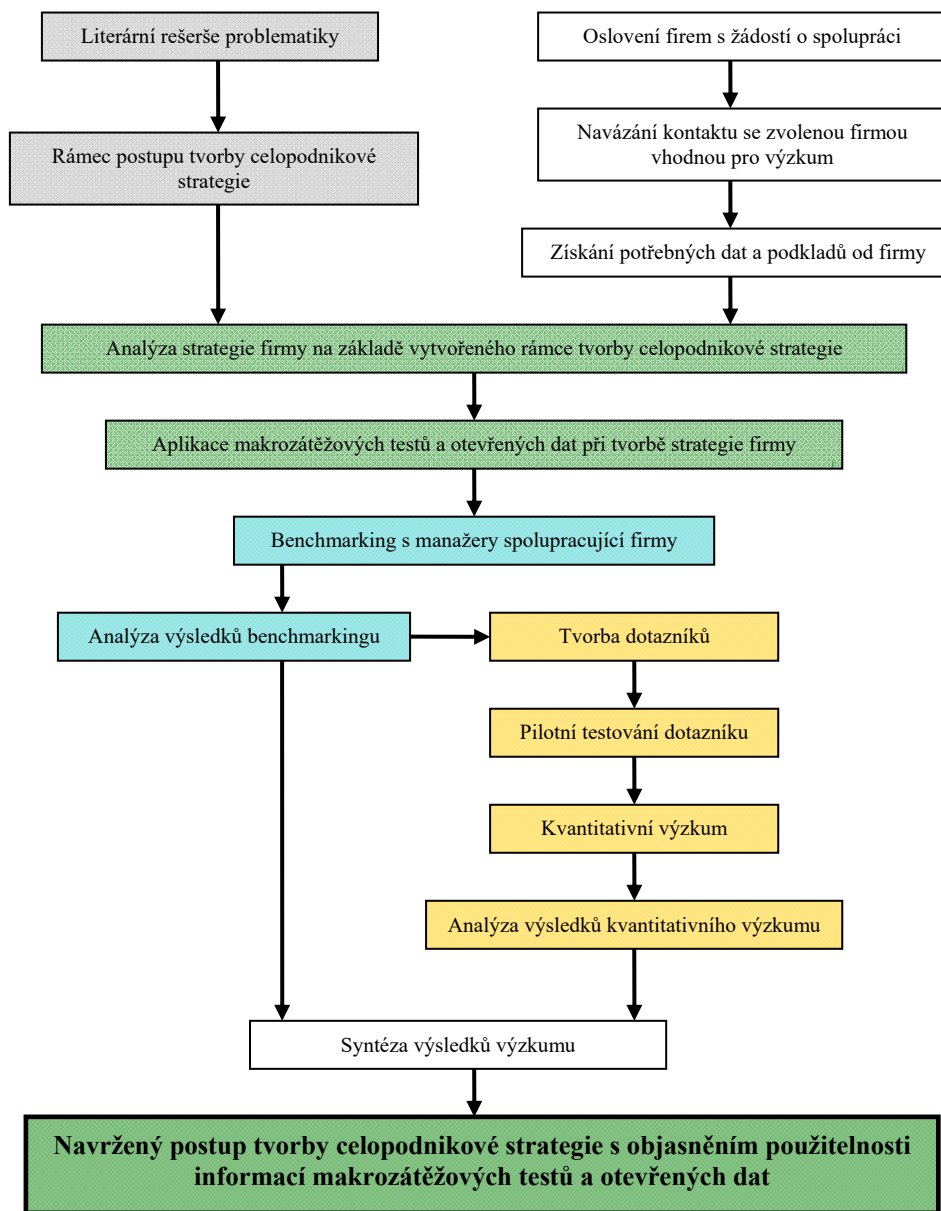 Literární rešerše problematiky
Oslovení firem s žádostí o spolupráci
Rámec postupu tvorby celopodnikové
strategie
Navázání kontaktu se zvolenou firmou
vhodnou pro výzkum
Získání potřebných dat a podkladů od firmy
Analýza strategie firmy na základě vytvořeného rámce tvorby celopodnikové strategie
Aplikace makrozátěžových testů a otevřených dat při tvorbě strategie firmy
Benchmarking s manažery spolupracující firmy
Analýza výsledků benchmarkingu
Tvorba dotazníků
Pilotní testování dotazníku
Kvantitativní výzkum
Analýza výsledků kvantitativního výzkumu
Syntéza výsledků výzkumu
Navržený postup tvorby celopodnikové strategie s objasněním použitelnosti
informací makrozátěžových testů a otevřených dat